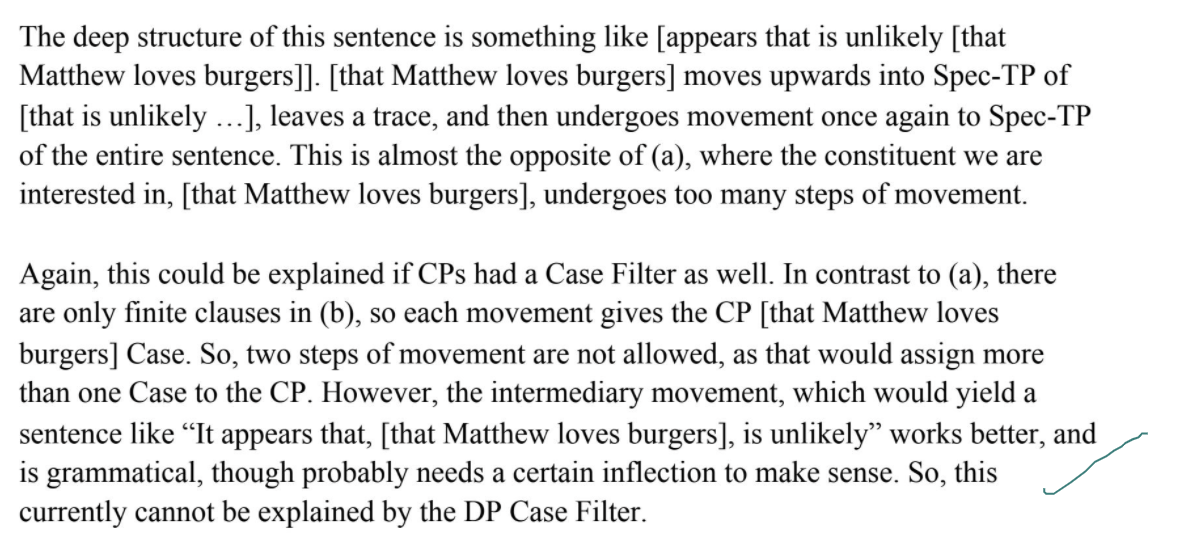 The deep structure of this sentence is something like [appears that is unlikely [that
Matthew loves burgers]]. [that Matthew loves burgers] moves upwards into Spec-TP of
[that is unlikely …], leaves a trace, and then undergoes movement once again to Spec-TP
of the entire sentence. This is almost the opposite of (a), where the constituent we are
interested in, [that Matthew loves burgers], undergoes too many steps of movement.
Again, this could be explained if CPs had a Case Filter as well. In contrast to (a), there
are only finite clauses in (b), so each movement gives the CP [that Matthew loves
burgers] Case. So, two steps of movement are not allowed, as that would assign more
than one Case to the CP. However, the intermediary movement, which would yield a
sentence like “It appears that, [that Matthew loves burgers], is unlikely” works better, and
is grammatical, though probably needs a certain inflection to make sense. So, this
currently cannot be explained by the DP Case Filter.